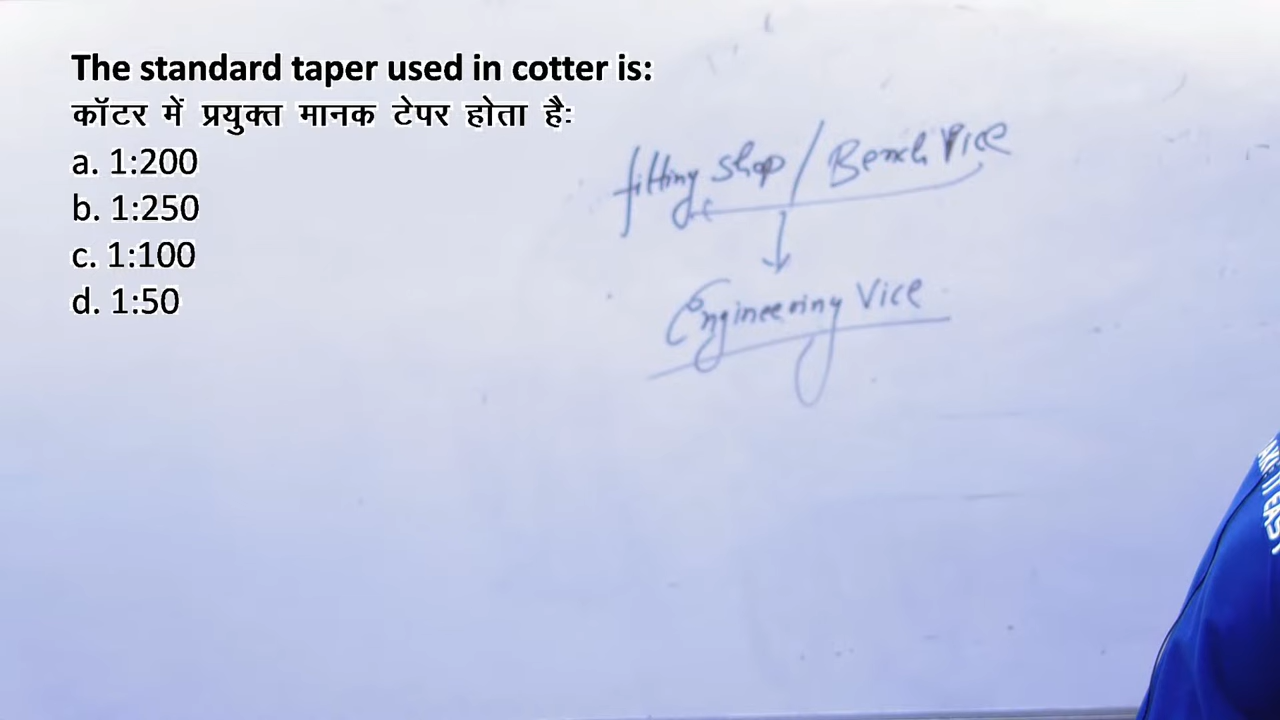 The standard taper used in cotter is:
कॉटर में प्रयुक्त मानक टेपर होता हैः
a. 1:200
b. 1:250
c. 1:100
d. 1:50
fitting shop / Bench Vice
Engineering Vice